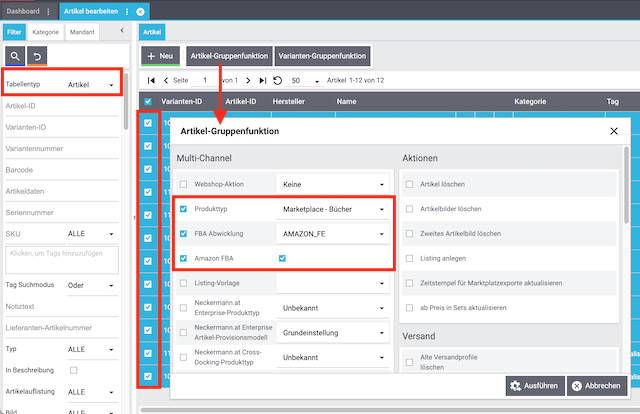 Dashboard
Artikel bearbeiten
Filter
Kategorie
Mandant
Artikel
Neu
Artikel-Gruppenfunktion
Varianten-Gruppenfunktion
Tabellentyp
Artikel
Seite
1
von 1
50
Artikel 1-12 von 12
Artikel-ID
Varianten-ID
Variantennummer
Barcode
Artikeldaten
Seriennummer
SKU
ALLE
Klicken, um Tags hinzuzufügen
Tag Suchmodus
Oder
Notiztext
Lieferanten-Artikelnummer
Typ
ALLE
In Beschreibung
Artikelauflistung
ALLE
ALLE
Varianten-ID
Artikel-ID
Hersteller
Name
Kategorie
Tag
Artikel-Gruppenfunktion
Multi-Channel
Webshop-Aktion
Keine
Produkttyp
Marketplace - Bücher
FBA Abwicklung
AMAZON_FE
Amazon FBA
Listing-Vorlage
Neckermann.at
Enterprise-Produkttyp
Unbekannt
Neckermann.at Enterprise
Artikel-Provisionsmodell
Grundeinstellung
Neckermann.at Cross-
Docking-Produkttyp
Unbekannt
Aktionen
Artikel löschen
Artikelbilder löschen
Zweites Artikelbild löschen
Listing anlegen
Zeitstempel für Marktplatzexporte aktualisieren
ab Preis in Sets aktualisieren
Versand
Alte Versandprofile
löschen
Ausführen
Abbrechen